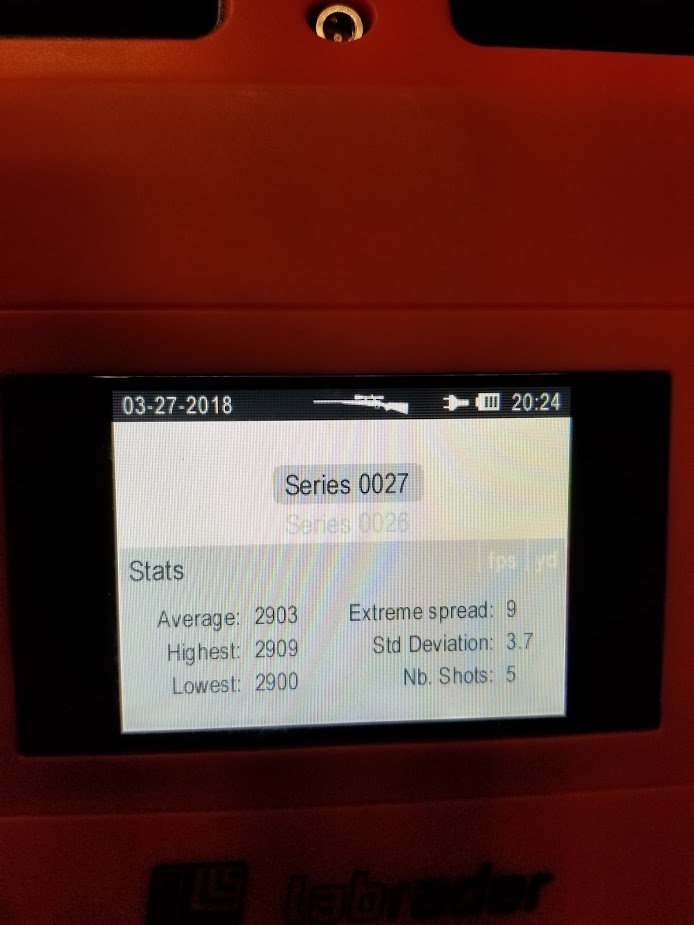 03-27-2018 20:24
Series 0027
Series 0026
fps yd
Stats
Average: 2903 Extreme spread: 9
Highest: 2909 Std Deviation: 3.7
Lowest: 2900 Nb. Shots: 5
labradar